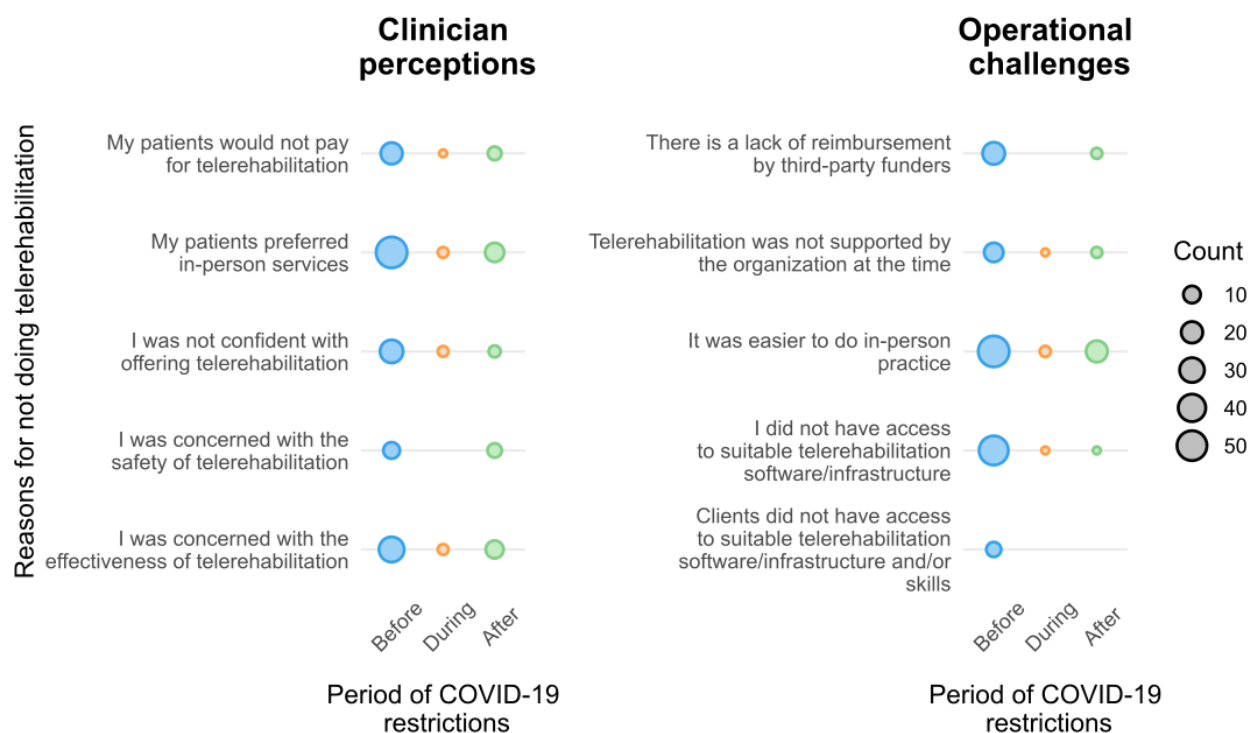 Clinician
perceptions
Operational
challenges
Reasons for not doing telerehabilitation
My patients would not pay
for telerehabilitation
My patients preferred
in-person services
I was not confident with
offering telerehabilitation
I was concerned with the
safety of telerehabilitation
I was concerned with the
effectiveness of telerehabilitation
Before
During
After
Period of COVID-19
restrictions
There is a lack of reimbursement
by third-party funders
Telerehabilitation was not supported by
the organization at the time
It was easier to do in-person
practice
I did not have access
to suitable telerehabilitation
software/infrastructure
Clients did not have access
to suitable telerehabilitation
software/infrastructure and/or
skills
Before
During
After
Period of COVID-19
restrictions
Count
10
20
30
40
50